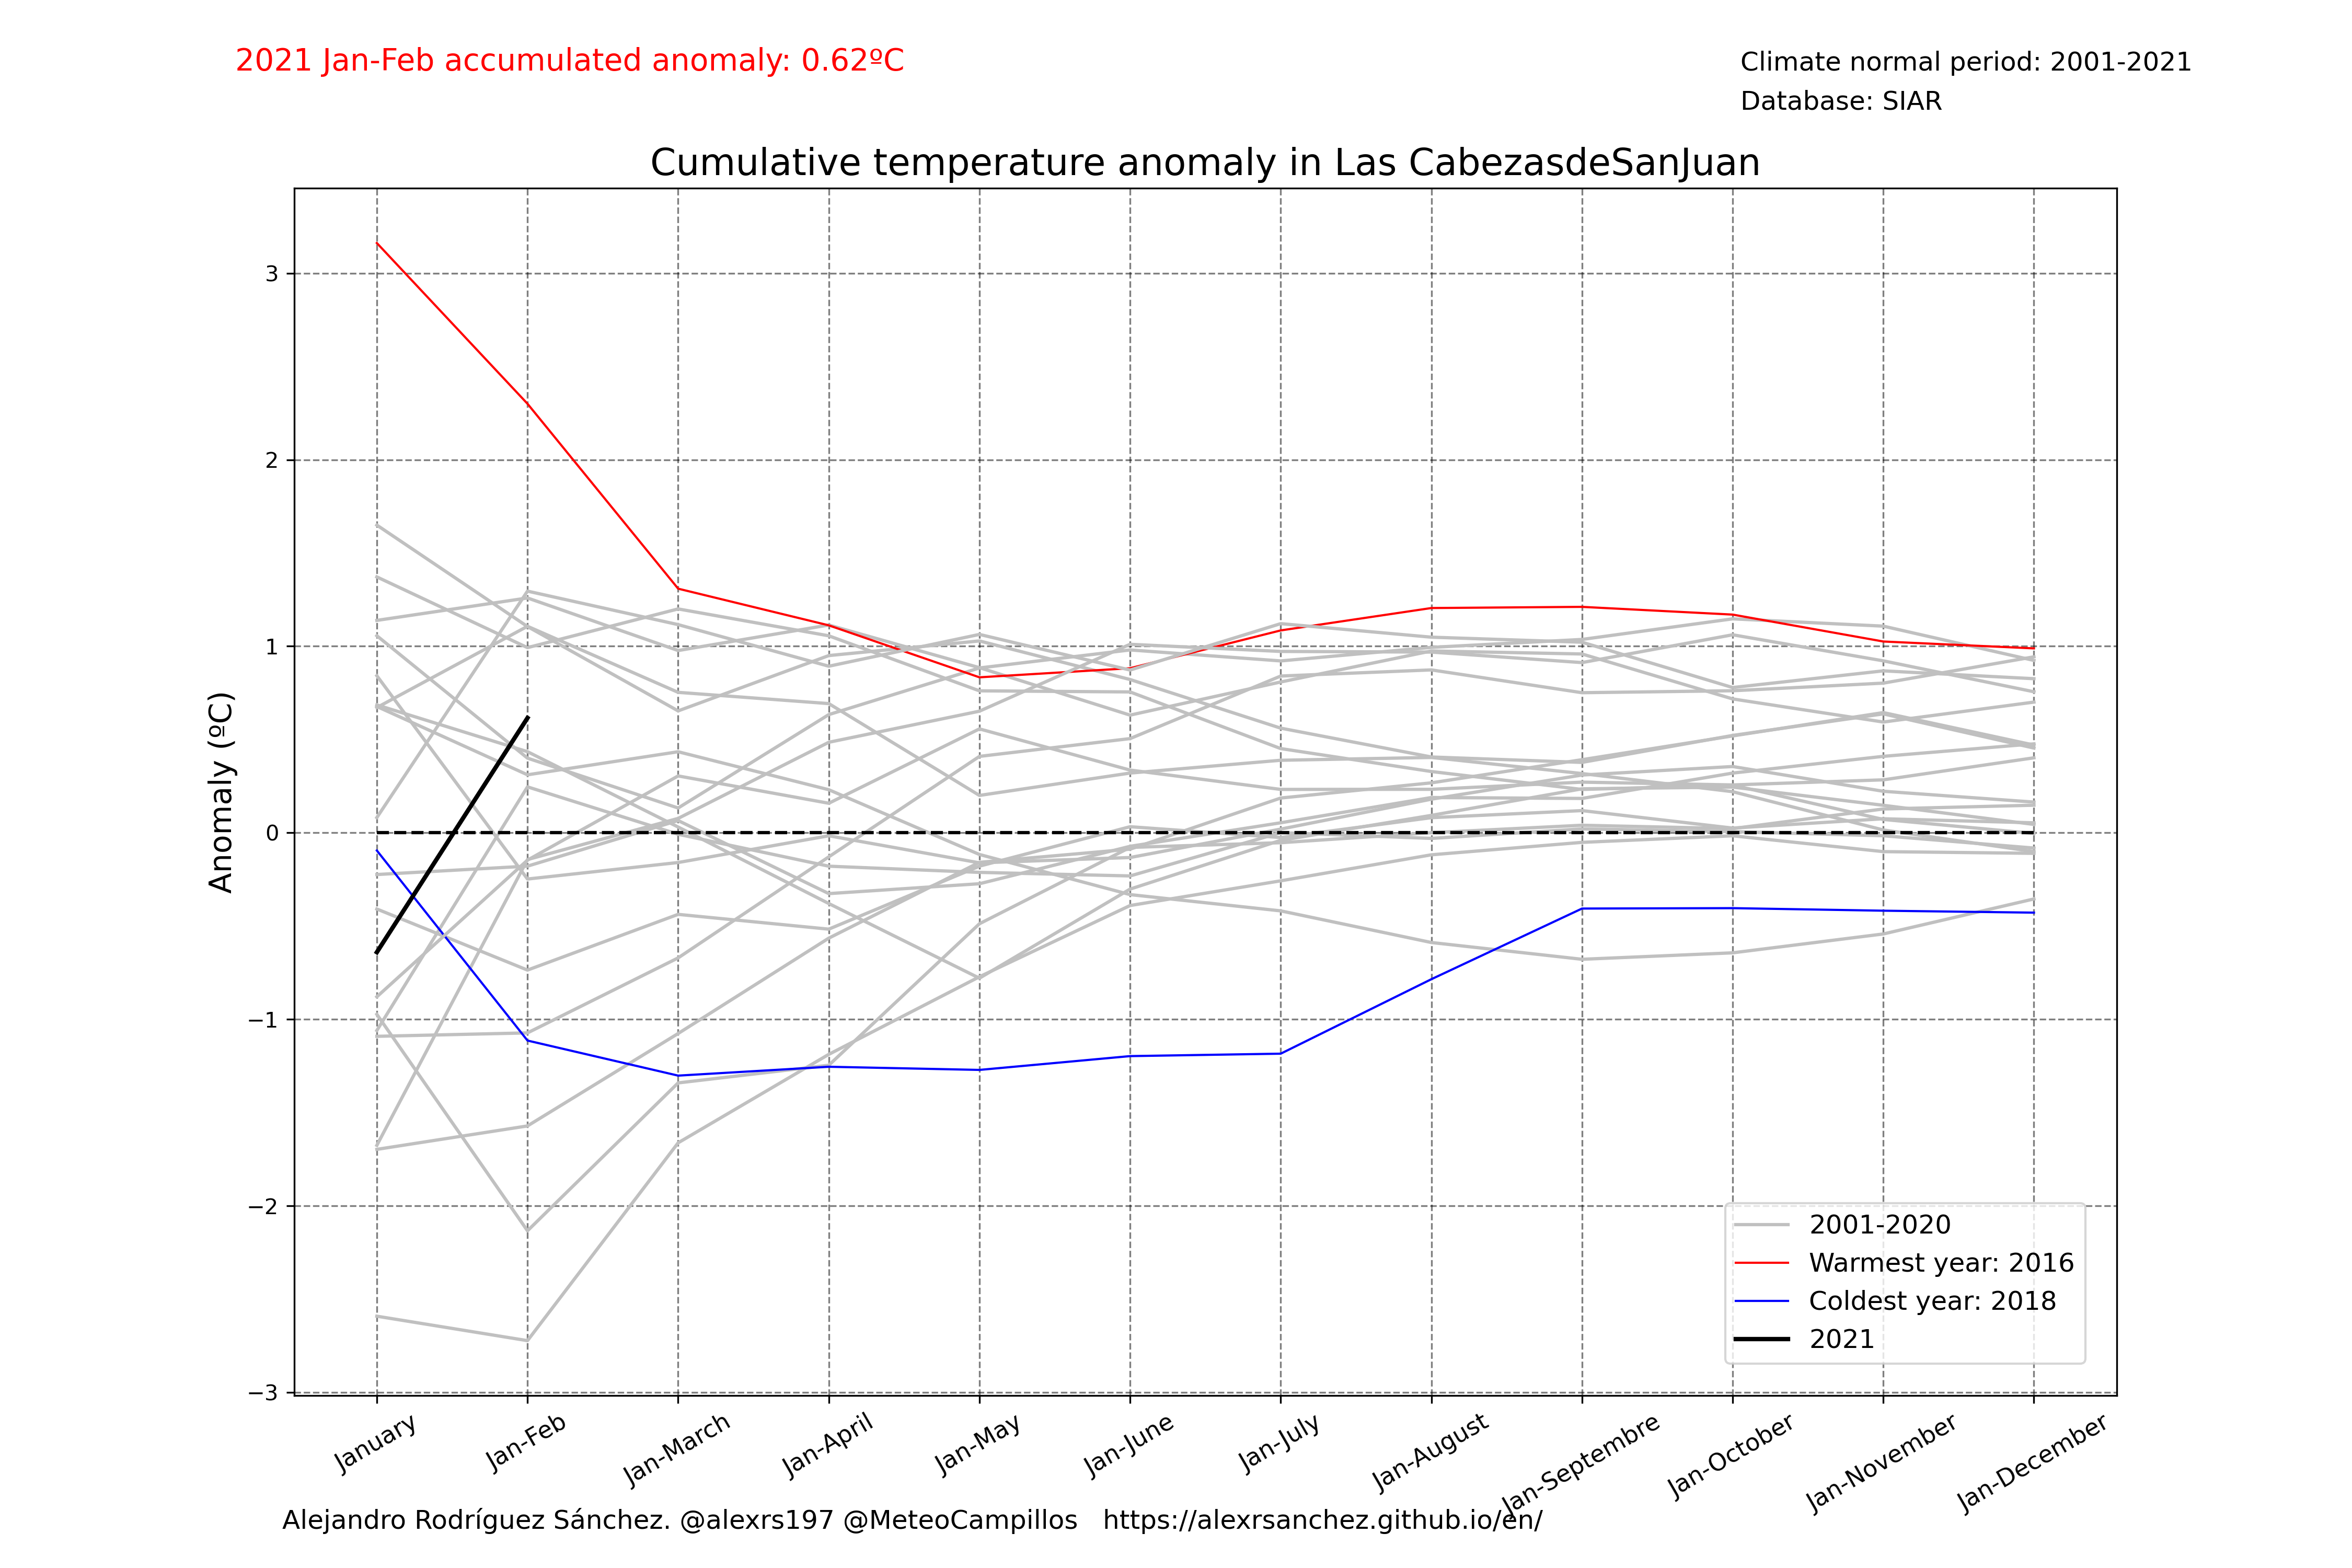 2021 Jan-Feb accumulated anomaly: 0.62ºC
Climate normal period: 2001-2021
Database: SIAR
Cumulative temperature anomaly in Las CabezasdeSanJuan
Anomaly (ºC)
3
2
1
0
−1
−2
−3
2001-2020
Warmest year: 2016
Coldest year: 2018
2021
January
Jan-Feb
Jan-March
Jan-April
Jan-May
Jan-June
Jan-July
Jan-August
Jan-Septembre
Jan-October
Jan-November
Jan-December
Alejandro Rodríguez Sánchez. @alexrs197 @MeteoCampillos   https://alexrsanchez.github.io/en/